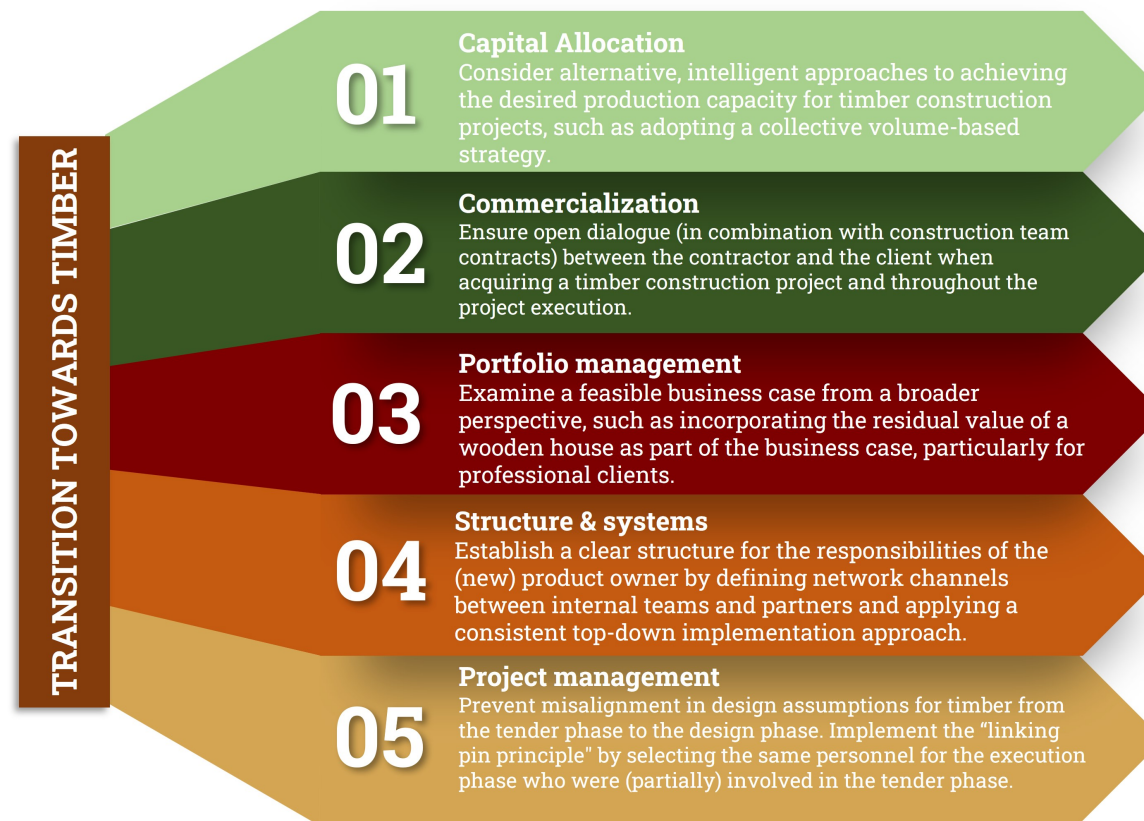 TRANSITION TOWARDS TIMBER
01
Capital Allocation
Consider alternative, intelligent approaches to achieving
the desired production capacity for timber construction
projects, such as adopting a collective volume-based
strategy.
02
Commercialization
Ensure open dialogue (in combination with construction team
contracts) between the contractor and the client when
acquiring a timber construction project and throughout the
project execution.
03
Portfolio management
Examine a feasible business case from a broader
perspective, such as incorporating the residual value of a
wooden house as part of the business case, particularly for
professional clients.
04
Structure & systems
Establish a clear structure for the responsibilities of the
(new) product owner by defining network channels
between internal teams and partners and applying a
consistent top-down implementation approach.
05
Project management
Prevent misalignment in design assumptions for timber from
the tender phase to the design phase. Implement the “linking
pin principle" by selecting the same personnel for the execution
phase who were (partially) involved in the tender phase.